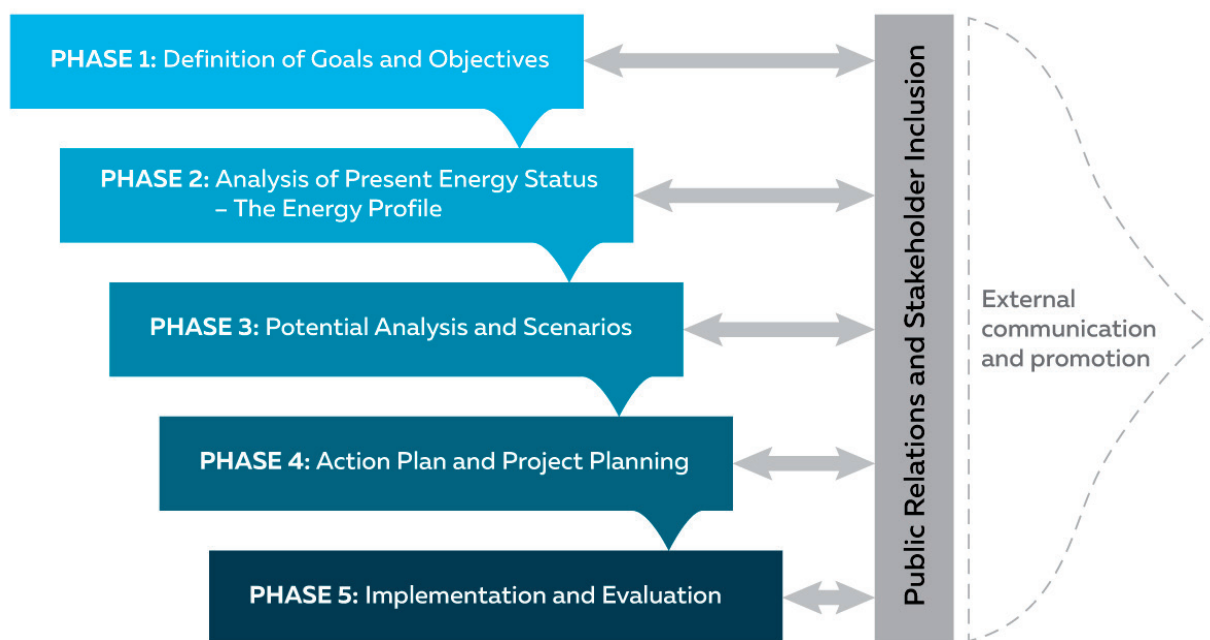 PHASE 1: Definition of Goals and Objectives
PHASE 2: Analysis of Present Energy Status
– The Energy Profile
PHASE 3: Potential Analysis and Scenarios
PHASE 4: Action Plan and Project Planning
PHASE 5: Implementation and Evaluation
Public Relations and Stakeholder Inclusion
External
communication
and promotion